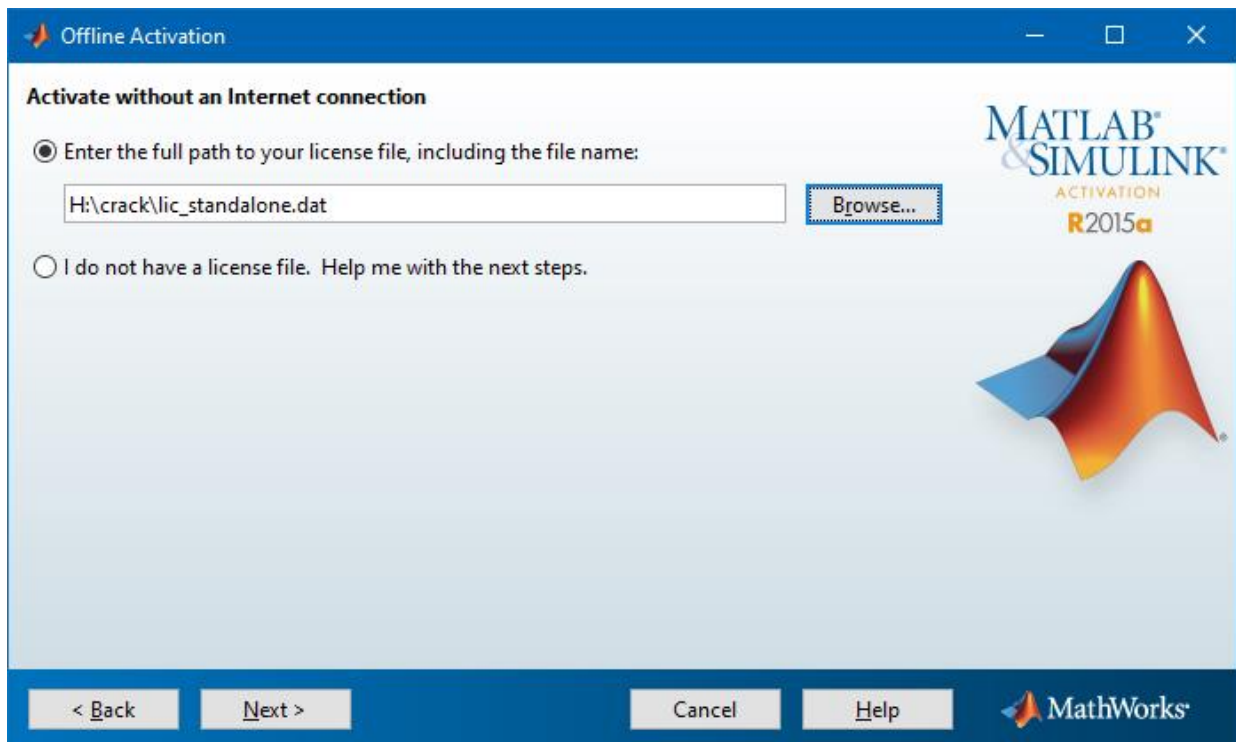 Offline Activation
Activate without an Internet connection
Enter the full path to your license file, including the file name:
H:\crack\lic_standalone.dat
Browse...
I do not have a license file. Help me with the next steps.
MATLAB®
&SIMULINK®
ACTIVATION
R2015a
®
< Back
Next >
Cancel
Help
MathWorks®